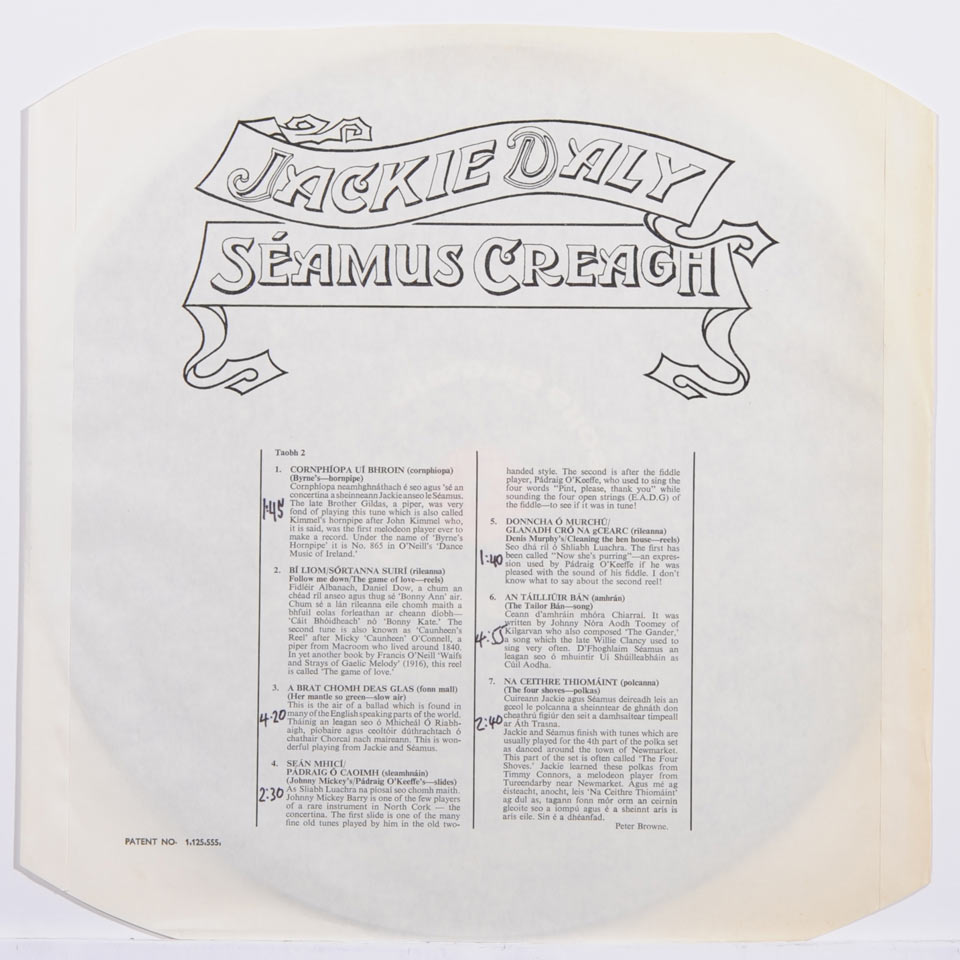 JACKIE DALY
SÉAMUS CREAGH
Taobh 2
1. CORNPHÍOPA UÍ BHROIN (cornphíopa)
(Byrne's—hornpipe)
Cornphíopa neamhghnáthach é seo agus 'sé an
concertina a sheinneann Jackie anseo le Séamus.
The late Brother Gildas, a piper, was very
fond of playing this tune which is also called
Kimmel's hornpipe after John Kimmel who,
it is said, was the first melodeon player ever to
make a record. Under the name of 'Byrne's
Hornpipe' it is No. 865 in O'Neill's 'Dance
Music of Ireland.'
1:45
2. BÍ LIOM/SÓRTANNA SUIRÍ (rileanna)
Follow me down/The game of love—reels)
Fidléir Albanach, Daniel Dow, a chum an
chéad ríl anseo agus thug sé 'Bonny Ann' air.
Chum sé a lán rileanna eile chomh maith a
bhfuil eolas forleathan ar cheann díobh—
'Cáit Bhóidheach' nó 'Bonny Kate.' The
second tune is also known as 'Caunheen's
Reel' after Micky 'Caunheen' O'Connell, a
piper from Macroom who lived around 1840.
In yet another book by Francis O'Neill 'Waifs
and Strays of Gaelic Melody' (1916), this reel
is called 'The game of love.'
3. A BRAT CHOMH DEAS GLAS (fonn mall)
(Her mantle so green—slow air)
This is the air of a ballad which is found in
many of the English speaking parts of the world.
Tháinig an leagan seo ó Mhicheál Ó Riabh-
aigh, píobaire agus ceoltóir dúthrachtach ó
chathair Chorcaí nach maireann. This is won-
derful playing from Jackie and Séamus.
4-20
4. SEÁN MHICÍ/
PÁDRAIG Ó CAOIMH (sleamhnáin)
(Johnny Mickey's/Pádraig O'Keeffe's—slides)
As Sliabh Luachra na píosaí seo chomh maith.
Johnny Mickey Barry is one of the few players
of a rare instrument in North Cork — the
concertina. The first slide is one of the many
fine old tunes played by him in the old two-
2:30
handed style. The second is after the fiddle
player, Pádraig O'Keeffe, who used to sing the
four words "Pint, please, thank you" while
sounding the four open strings (E.A.D.G) of
the fiddle—to see if it was in tune!
5. DONNCHA Ó MURCHÚ/
GLANADH CRÓ NA gCEARC (rileanna)
Denis Murphy's/Cleaning the hen house—reels)
Seo dhá ríl ó Shliabh Luachra. The first has
been called "Now she's purring"—an expres-
sion used by Pádraig O'Keeffe if he was
pleased with the sound of his fiddle. I don't
know what to say about the second reel!
1:40
6. AN TÁILLIÚIR BÁN (amhrán)
(The Tailor Bán—song)
Ceann d'amhráin mhóra Chiarraí. It was
written by Johnny Nóra Aodh Toomey of
Kilgarvan who also composed 'The Gander,'
a song which the late Willie Clancy used to
sing very often. D'Fhoghlaim Séamus an
leagan seo ó mhuintir Uí Shúilleabháin as
Cúil Aodha.
4:55
7. NA CEITHRE THIOMÁINT (polcanna)
(The four shoves—polkas)
Cuireann Jackie agus Séamus deireadh leis an
gceol le polcanna a sheinntear de ghnáth don
cheathrú figiúr den seit a damhsaítear timpeall
ar Áth Trasna.
Jackie and Séamus finish with tunes which are
usually played for the 4th part of the polka set
as danced around the town of Newmarket.
This part of the set is often called 'The Four
Shoves.' Jackie learned these polkas from
Timmy Connors, a melodeon player from
Tureendarby near Newmarket. Agus mé ag
éisteacht, anocht, leis 'Na Ceithre Thiomáint'
ag dul as, tagann fonn mór orm an ceirnín
gleoite seo a iompú agus é a sheinnt arís is
arís eile. Sin é a dhéanfad.
Peter Browne.
2:40
PATENT NO. 1,125,555.